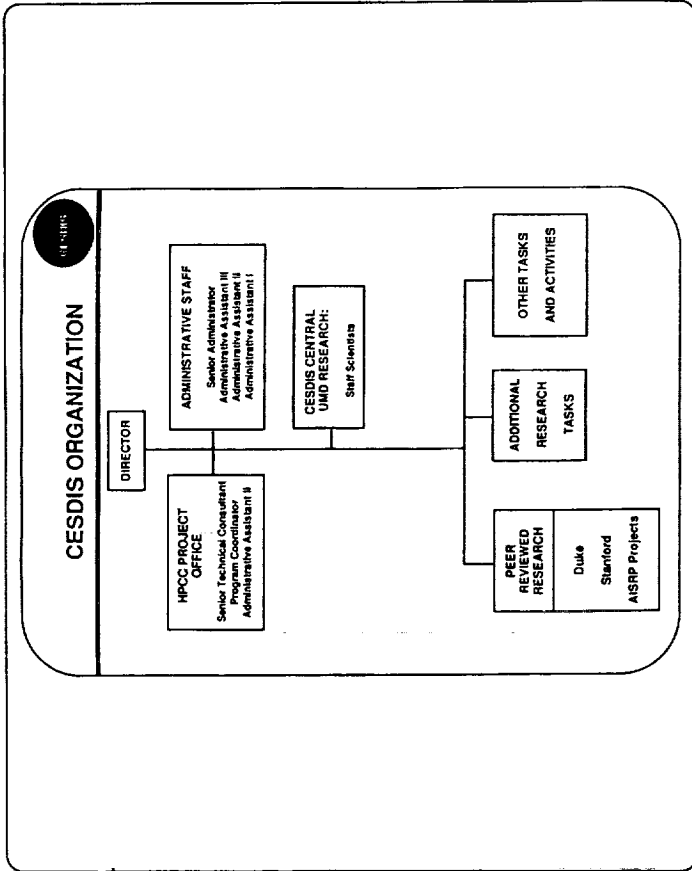 CESDIS ORGANIZATION
CESDIS
DIRECTOR
HPCC PROJECT
OFFICE
Senior Technical Consultant
Program Coordinator
Administrative Assistant II
ADMINISTRATIVE STAFF
Senior Administrator
Administrative Assistant III
Administrative Assistant II
Administrative Assistant I
CESDIS CENTRAL
UMD RESEARCH:
Staff Scientists
PEER
REVIEWED
RESEARCH
Duke
Stanford
AISRP Projects
ADDITIONAL
RESEARCH
TASKS
OTHER TASKS
AND ACTIVITIES